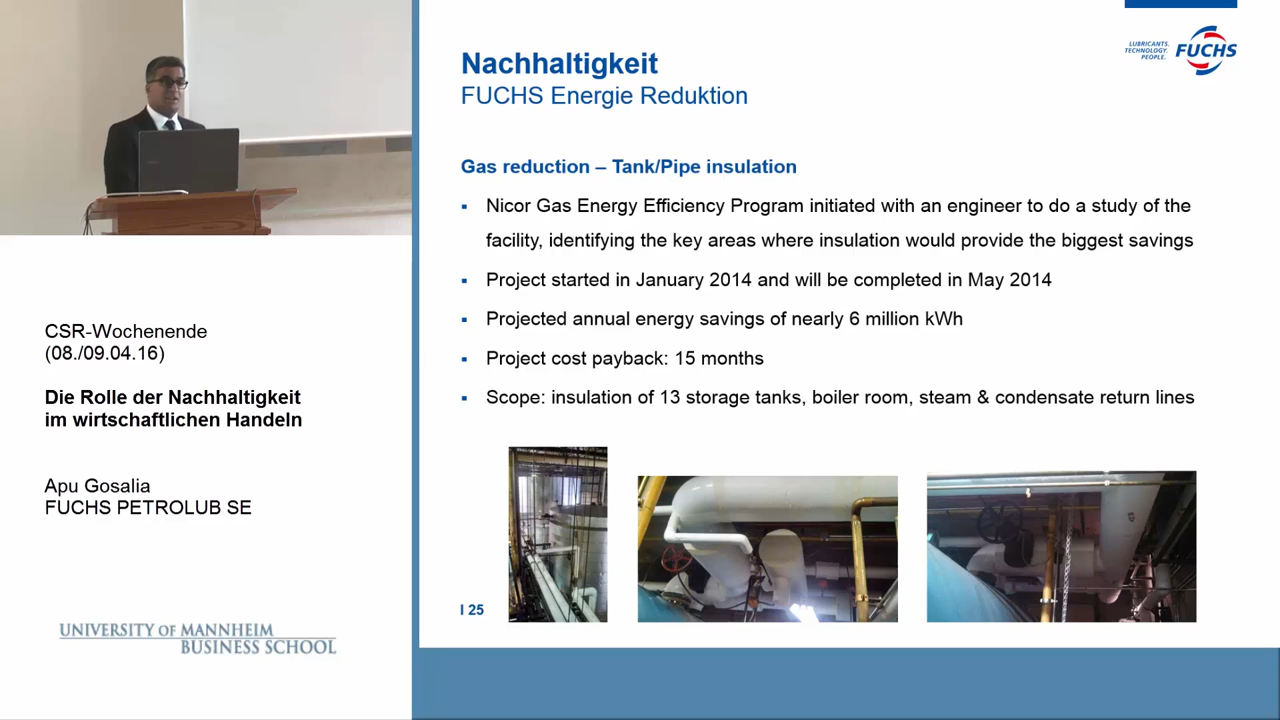 CSR-Wochenende
(08./09.04.16)
Die Rolle der Nachhaltigkeit
im wirtschaftlichen Handeln
Apu Gosalia
FUCHS PETROLUB SE
UNIVERSITY OF MANNHEIM
BUSINESS SCHOOL
LUBRICANTS.
TECHNOLOGY.
PEOPLE.
FUCHS
Nachhaltigkeit
FUCHS Energie Reduktion
Gas reduction – Tank/Pipe insulation
▪ Nicor Gas Energy Efficiency Program initiated with an engineer to do a study of the
facility, identifying the key areas where insulation would provide the biggest savings
▪ Project started in January 2014 and will be completed in May 2014
▪ Projected annual energy savings of nearly 6 million kWh
▪ Project cost payback: 15 months
▪ Scope: insulation of 13 storage tanks, boiler room, steam & condensate return lines
I 25